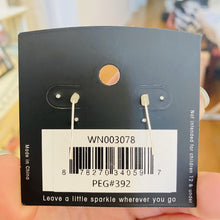 WN003078
8 78270 34059 7
PEG#392
Made in China
Not intended for
children 12 & under
Leave a little sparkle wherever you go